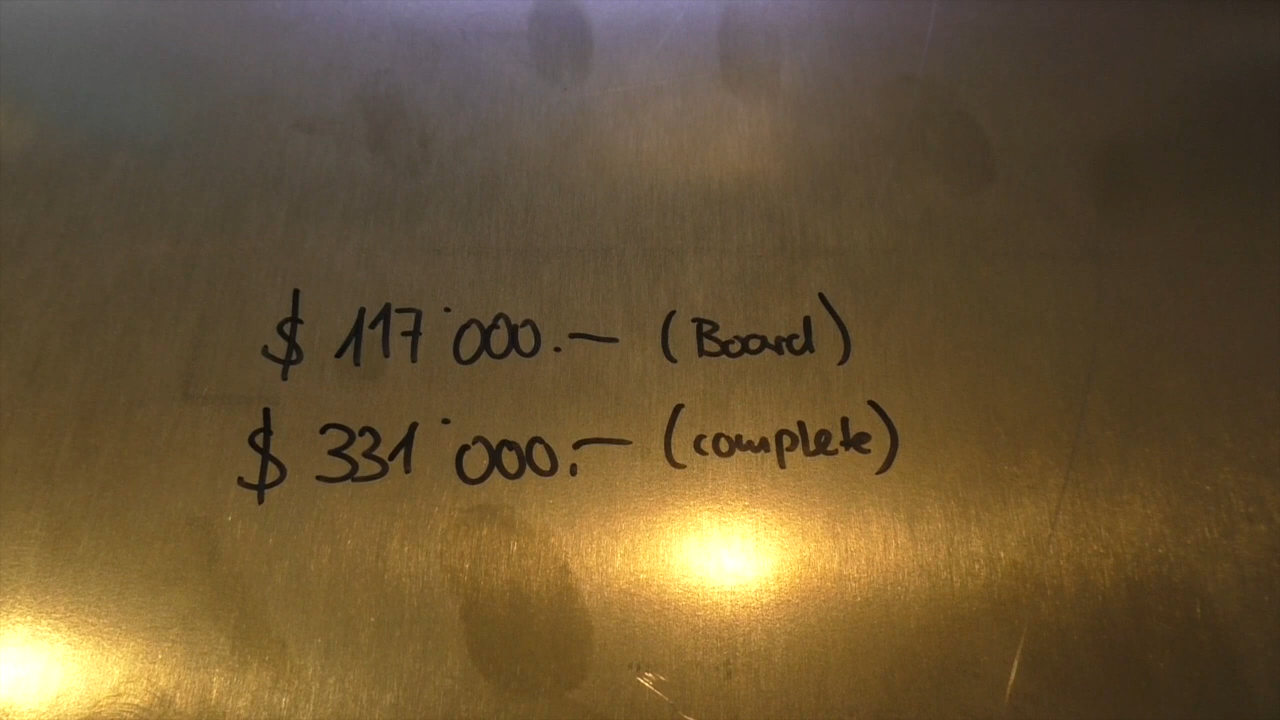 $ 117'000.— (Board)
$ 331'000.— (complete)